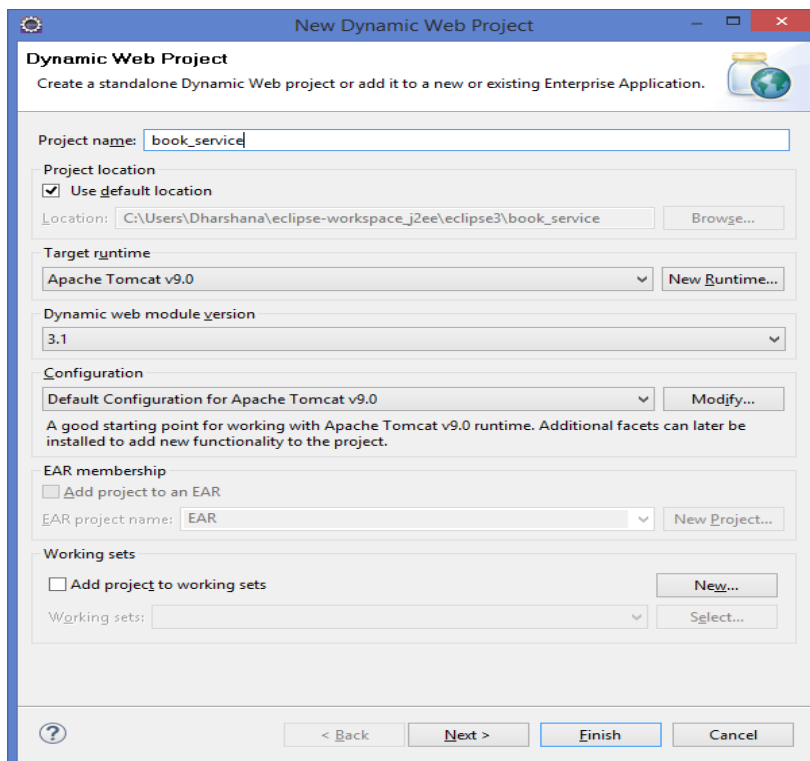 New Dynamic Web Project
Dynamic Web Project
Create a standalone Dynamic Web project or add it to a new or existing Enterprise Application.
Project name: book_service
Project location
Use default location
Location: C:\Users\Dharshana\eclipse-workspace_j2ee\eclipse3\book_service Browse...
Target runtime
Apache Tomcat v9.0 New Runtime...
Dynamic web module version
3.1
Configuration
Default Configuration for Apache Tomcat v9.0 Modify...
A good starting point for working with Apache Tomcat v9.0 runtime. Additional facets can later be
installed to add new functionality to the project.
EAR membership
Add project to an EAR
EAR project name: EAR New Project...
Working sets
Add project to working sets New...
Working sets: Select...
? < Back Next > Finish Cancel